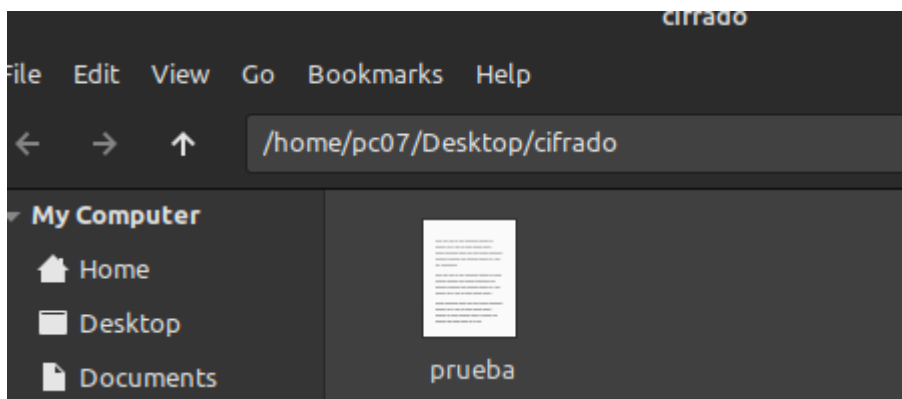 cifrado
File Edit View Go Bookmarks Help
/home/pc07/Desktop/cifrado
My Computer
Home
Desktop
Documents
prueba